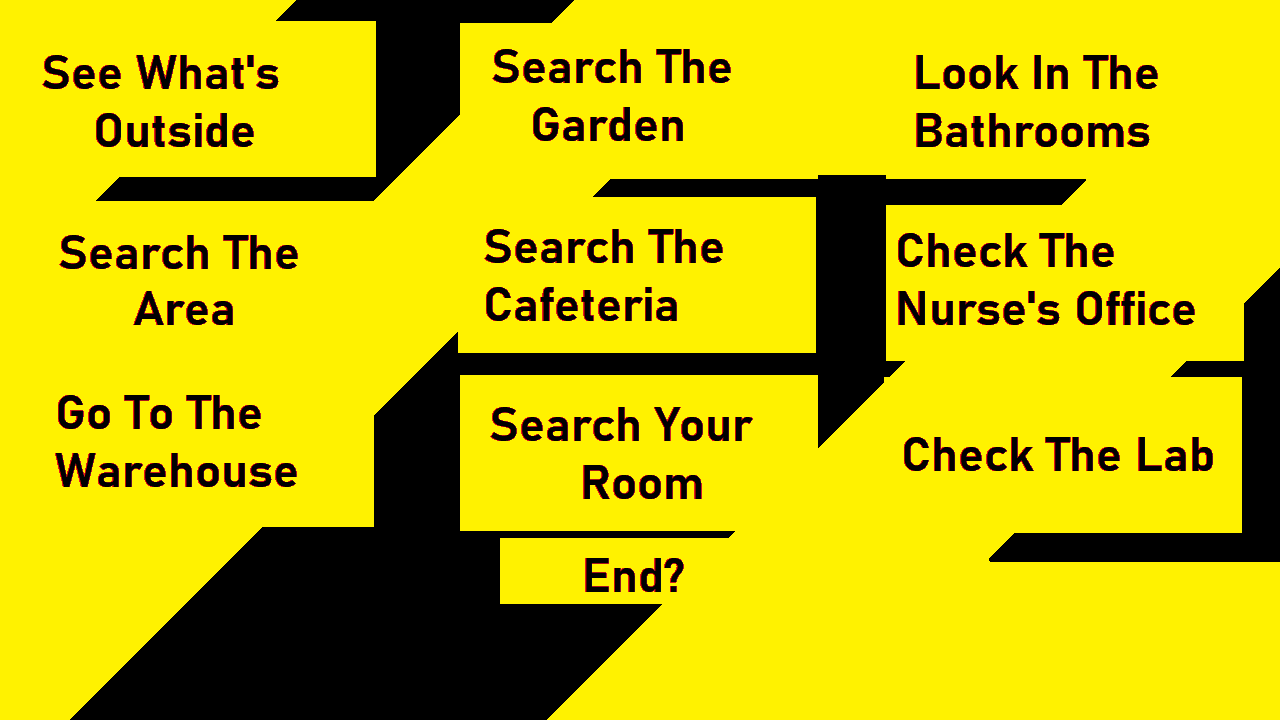 See What's
Outside
Search The
Garden
Look In The
Bathrooms
Search The
Area
Search The
Cafeteria
Check The
Nurse's Office
Go To The
Warehouse
Search Your
Room
Check The Lab
End?